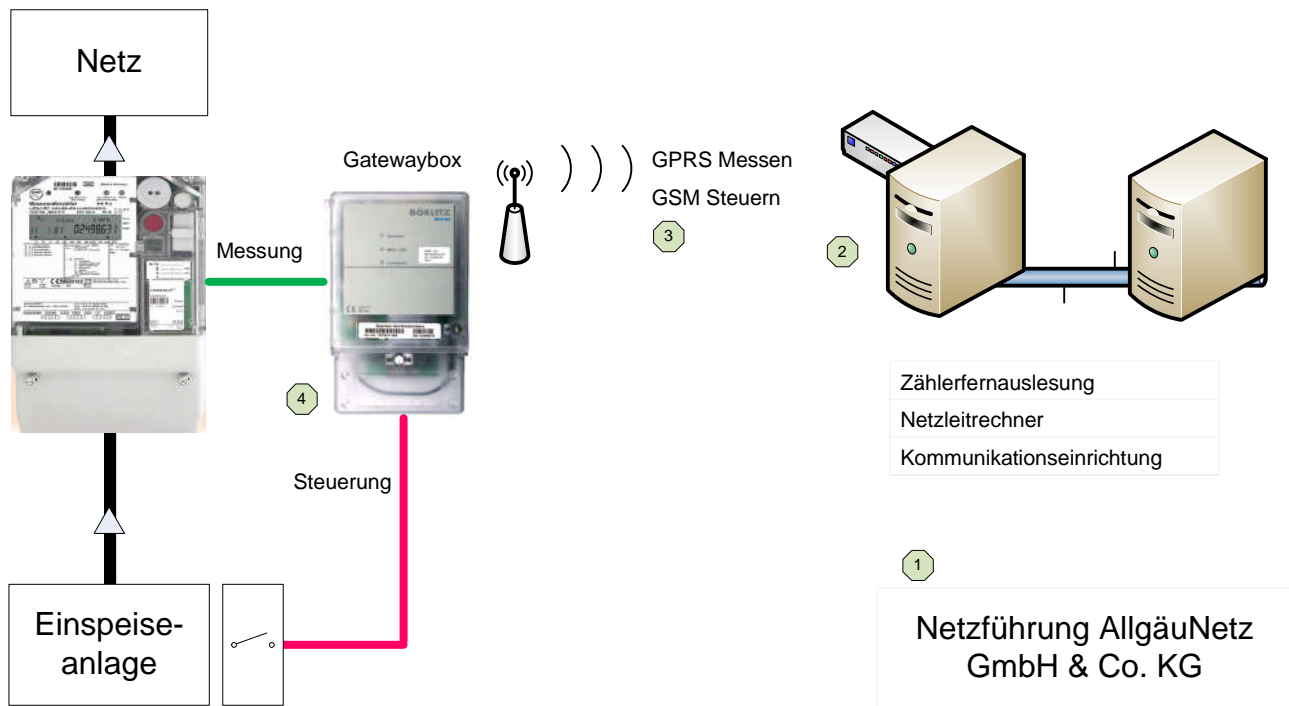 Netz
Gatewaybox
GPRS Messen
GSM Steuern
3
2
Messung
GÖRLITZ
4
Zählerfernauslesung
Netzleitrechner
Kommunikationseinrichtung
Steuerung
1
Einspeise-
anlage
Netzführung AllgäuNetz
GmbH & Co. KG